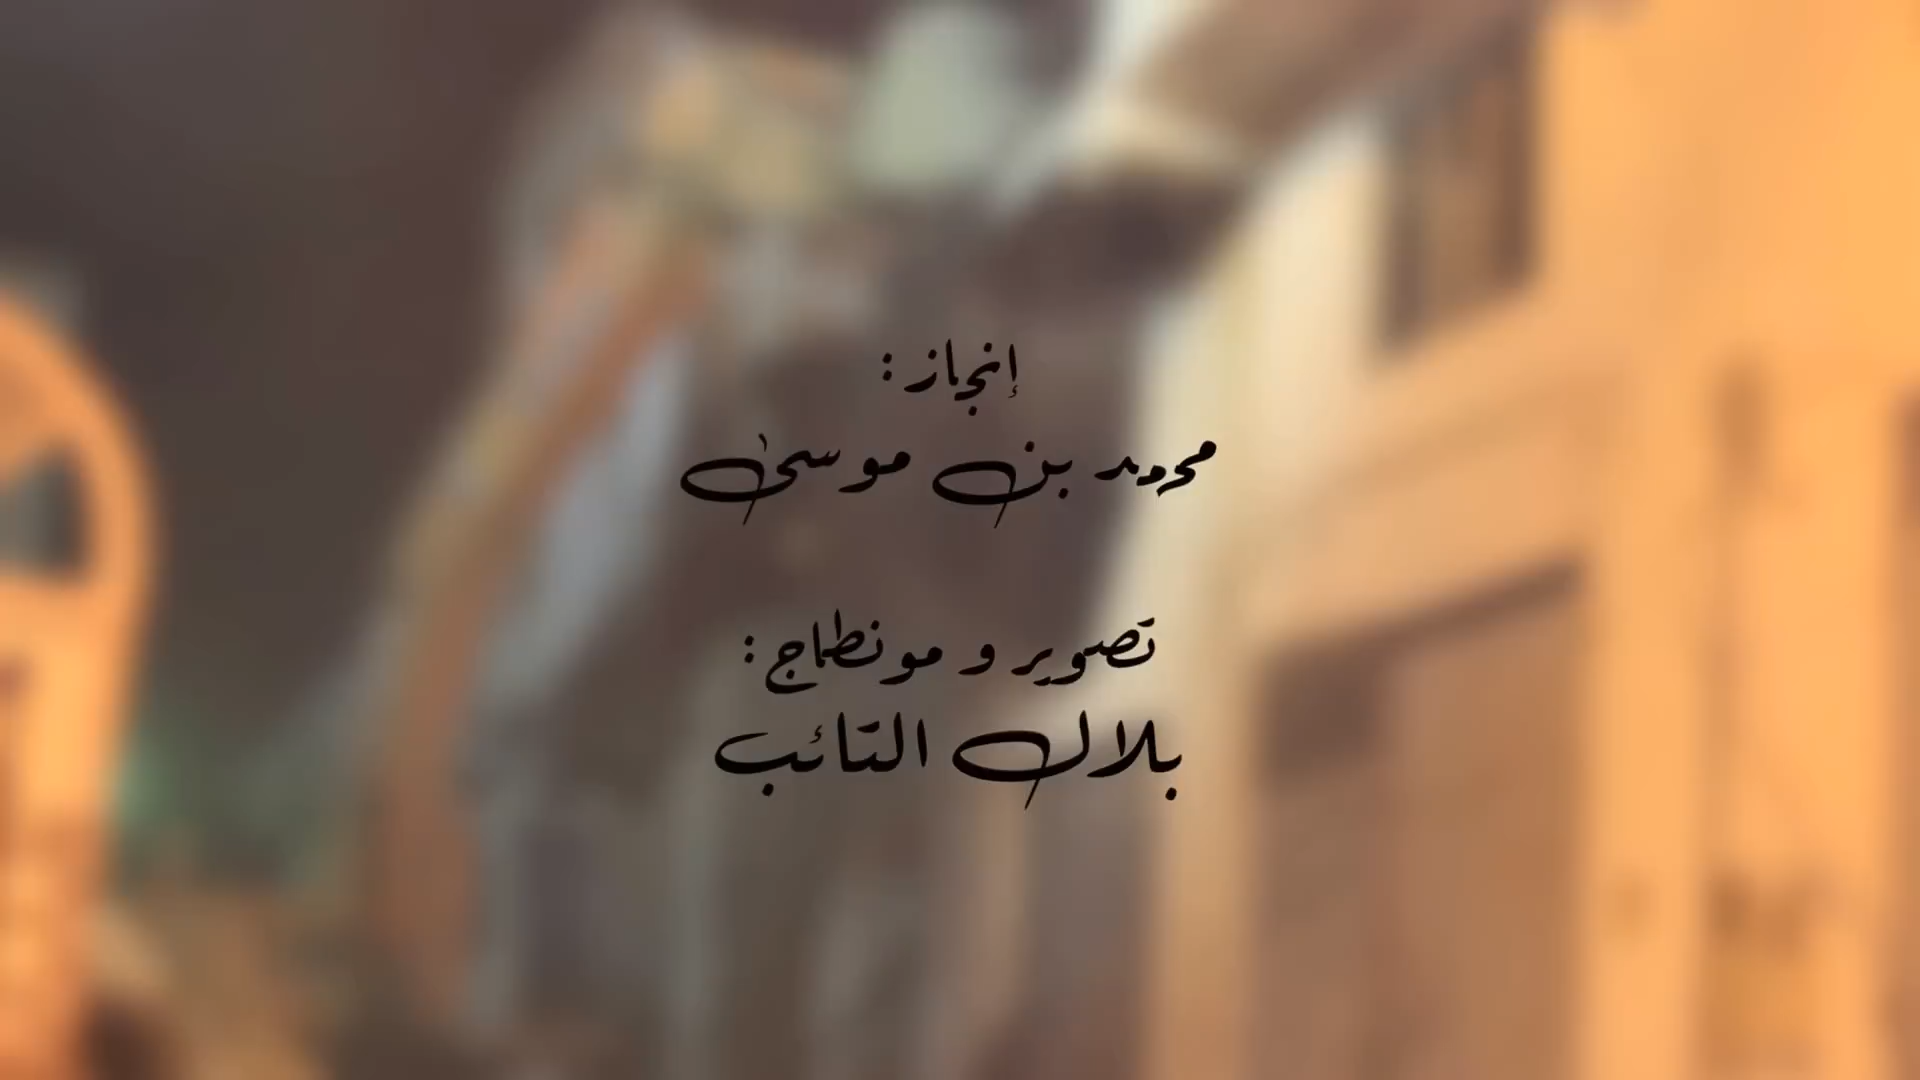 إنجاز:
محمد بن موسى
تصوير و مونطاج:
بلال التائب